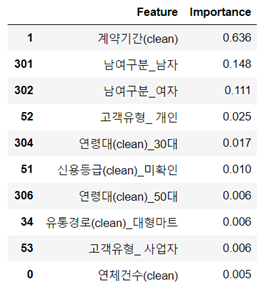 Feature Importance
1 계약기간(clean) 0.636
301 남여구분_남자 0.148
302 남여구분_여자 0.111
52 고객유형_ 개인 0.025
304 연령대(clean)_30대 0.017
51 신용등급(clean)_미확인 0.010
306 연령대(clean)_50대 0.006
34 유통경로(clean)_대형마트 0.006
53 고객유형_ 사업자 0.006
0 연체건수(clean) 0.005